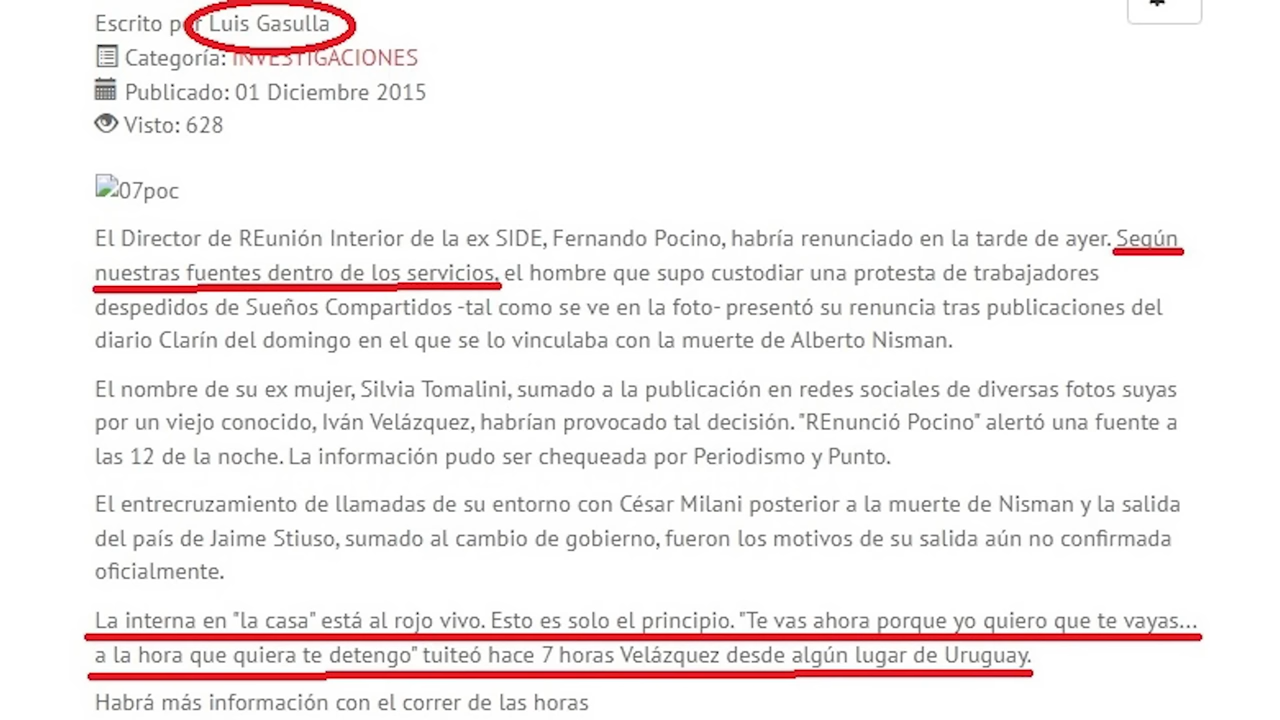 Escrito por Luis Gasulla
Categoría: INVESTIGACIONES
Publicado: 01 Diciembre 2015
Visto: 628
07poc
El Director de REunión Interior de la ex SIDE, Fernando Pocino, habría renunciado en la tarde de ayer. Según
nuestras fuentes dentro de los servicios, el hombre que supo custodiar una protesta de trabajadores
despedidos de Sueños Compartidos -tal como se ve en la foto- presentó su renuncia tras publicaciones del
diario Clarín del domingo en el que se lo vinculaba con la muerte de Alberto Nisman.
El nombre de su ex mujer, Silvia Tomalini, sumado a la publicación en redes sociales de diversas fotos suyas
por un viejo conocido, Iván Velázquez, habrían provocado tal decisión. "REnunció Pocino" alertó una fuente a
las 12 de la noche. La información pudo ser chequeada por Periodismo y Punto.
El entrecruzamiento de llamadas de su entorno con César Milani posterior a la muerte de Nisman y la salida
del país de Jaime Stiuso, sumado al cambio de gobierno, fueron los motivos de su salida aún no confirmada
oficialmente.
La interna en "la casa" está al rojo vivo. Esto es solo el principio. "Te vas ahora porque yo quiero que te vayas...
a la hora que quiera te detengo" tuiteó hace 7 horas Velázquez desde algún lugar de Uruguay.
Habrá más información con el correr de las horas